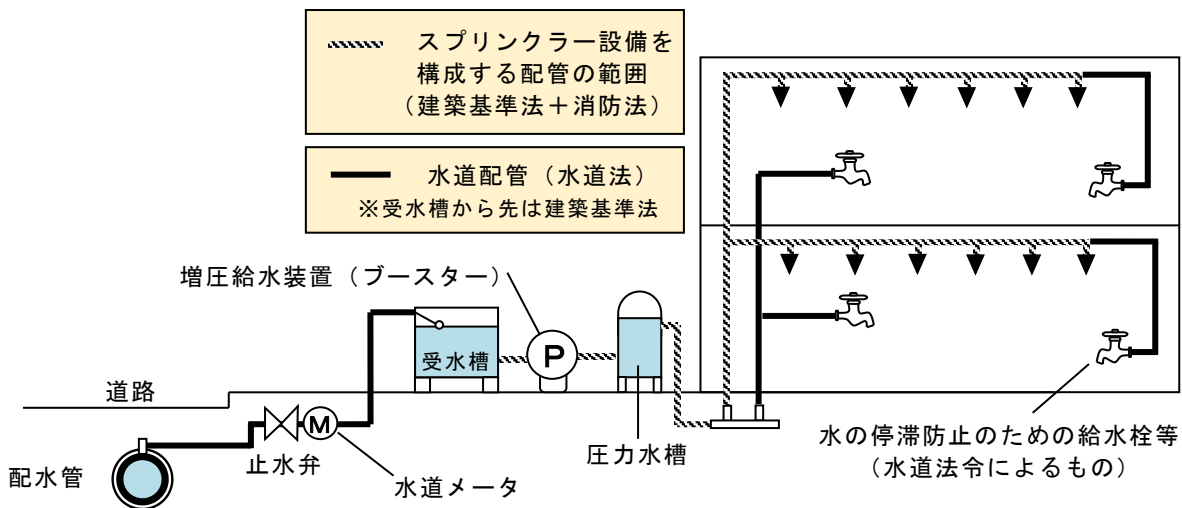 スプリンクラー設備を
構成する配管の範囲
（建築基準法＋消防法）
水道配管（水道法）
※受水槽から先は建築基準法
増圧給水装置（ブースター）
受水槽
P
道路
M
止水弁
配水管
水道メータ
圧力水槽
水の停滞防止のための給水栓等
（水道法令によるもの）